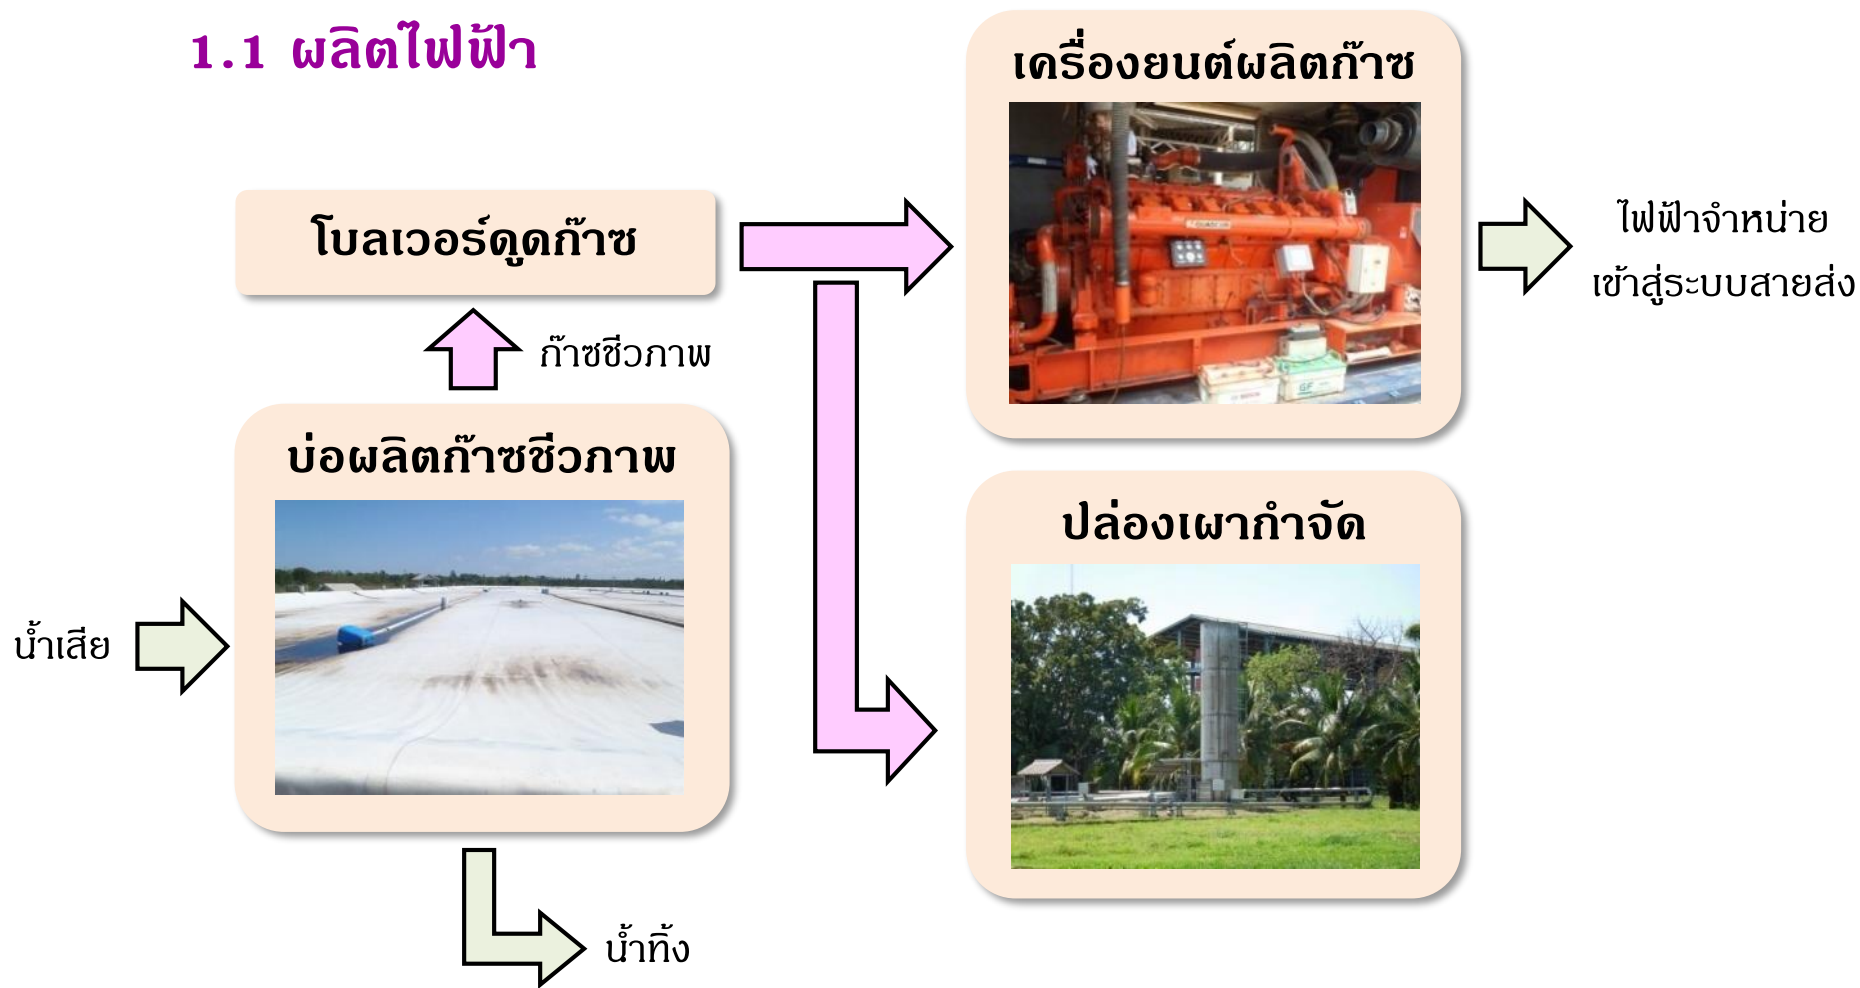 1.1 ผลิตไฟฟ้า
เครื่องยนต์ผลิตก๊าซ
โบลเวอร์ดูดก๊าซ
ไฟฟ้าจำหน่าย
เข้าสู่ระบบสายส่ง
ก๊าซชีวภาพ
บ่อผลิตก๊าซชีวภาพ
ปล่องเผากำจัด
น้ำเสีย
น้ำทิ้ง
GUASCOR
GF